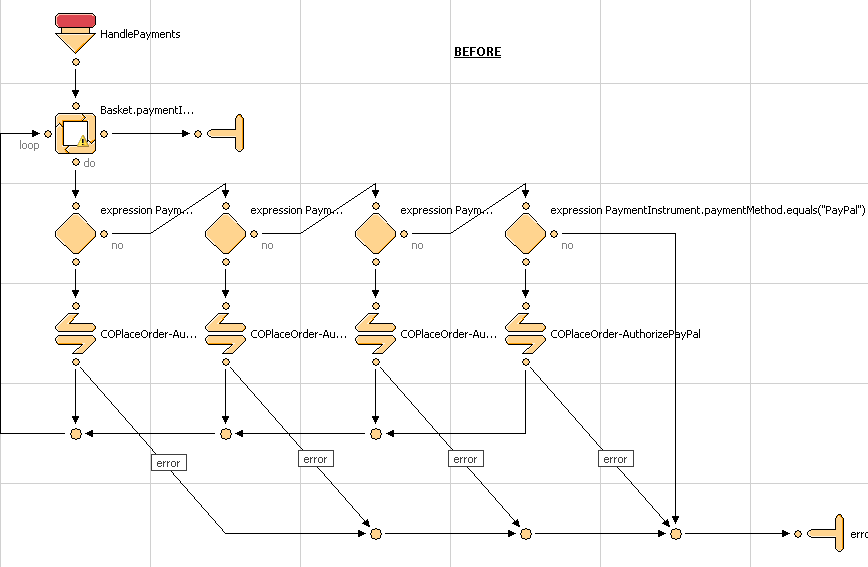 HandlePayments
BEFORE
Basket.paymentI...
loop
do
expression Paym...
expression Paym...
expression Paym...
expression PaymentInstrument.paymentMethod.equals("PayPal")
no
no
no
no
COPlaceOrder-Au...
COPlaceOrder-Au...
COPlaceOrder-Au...
COPlaceOrder-AuthorizePayPal
error
error
error
error
erro